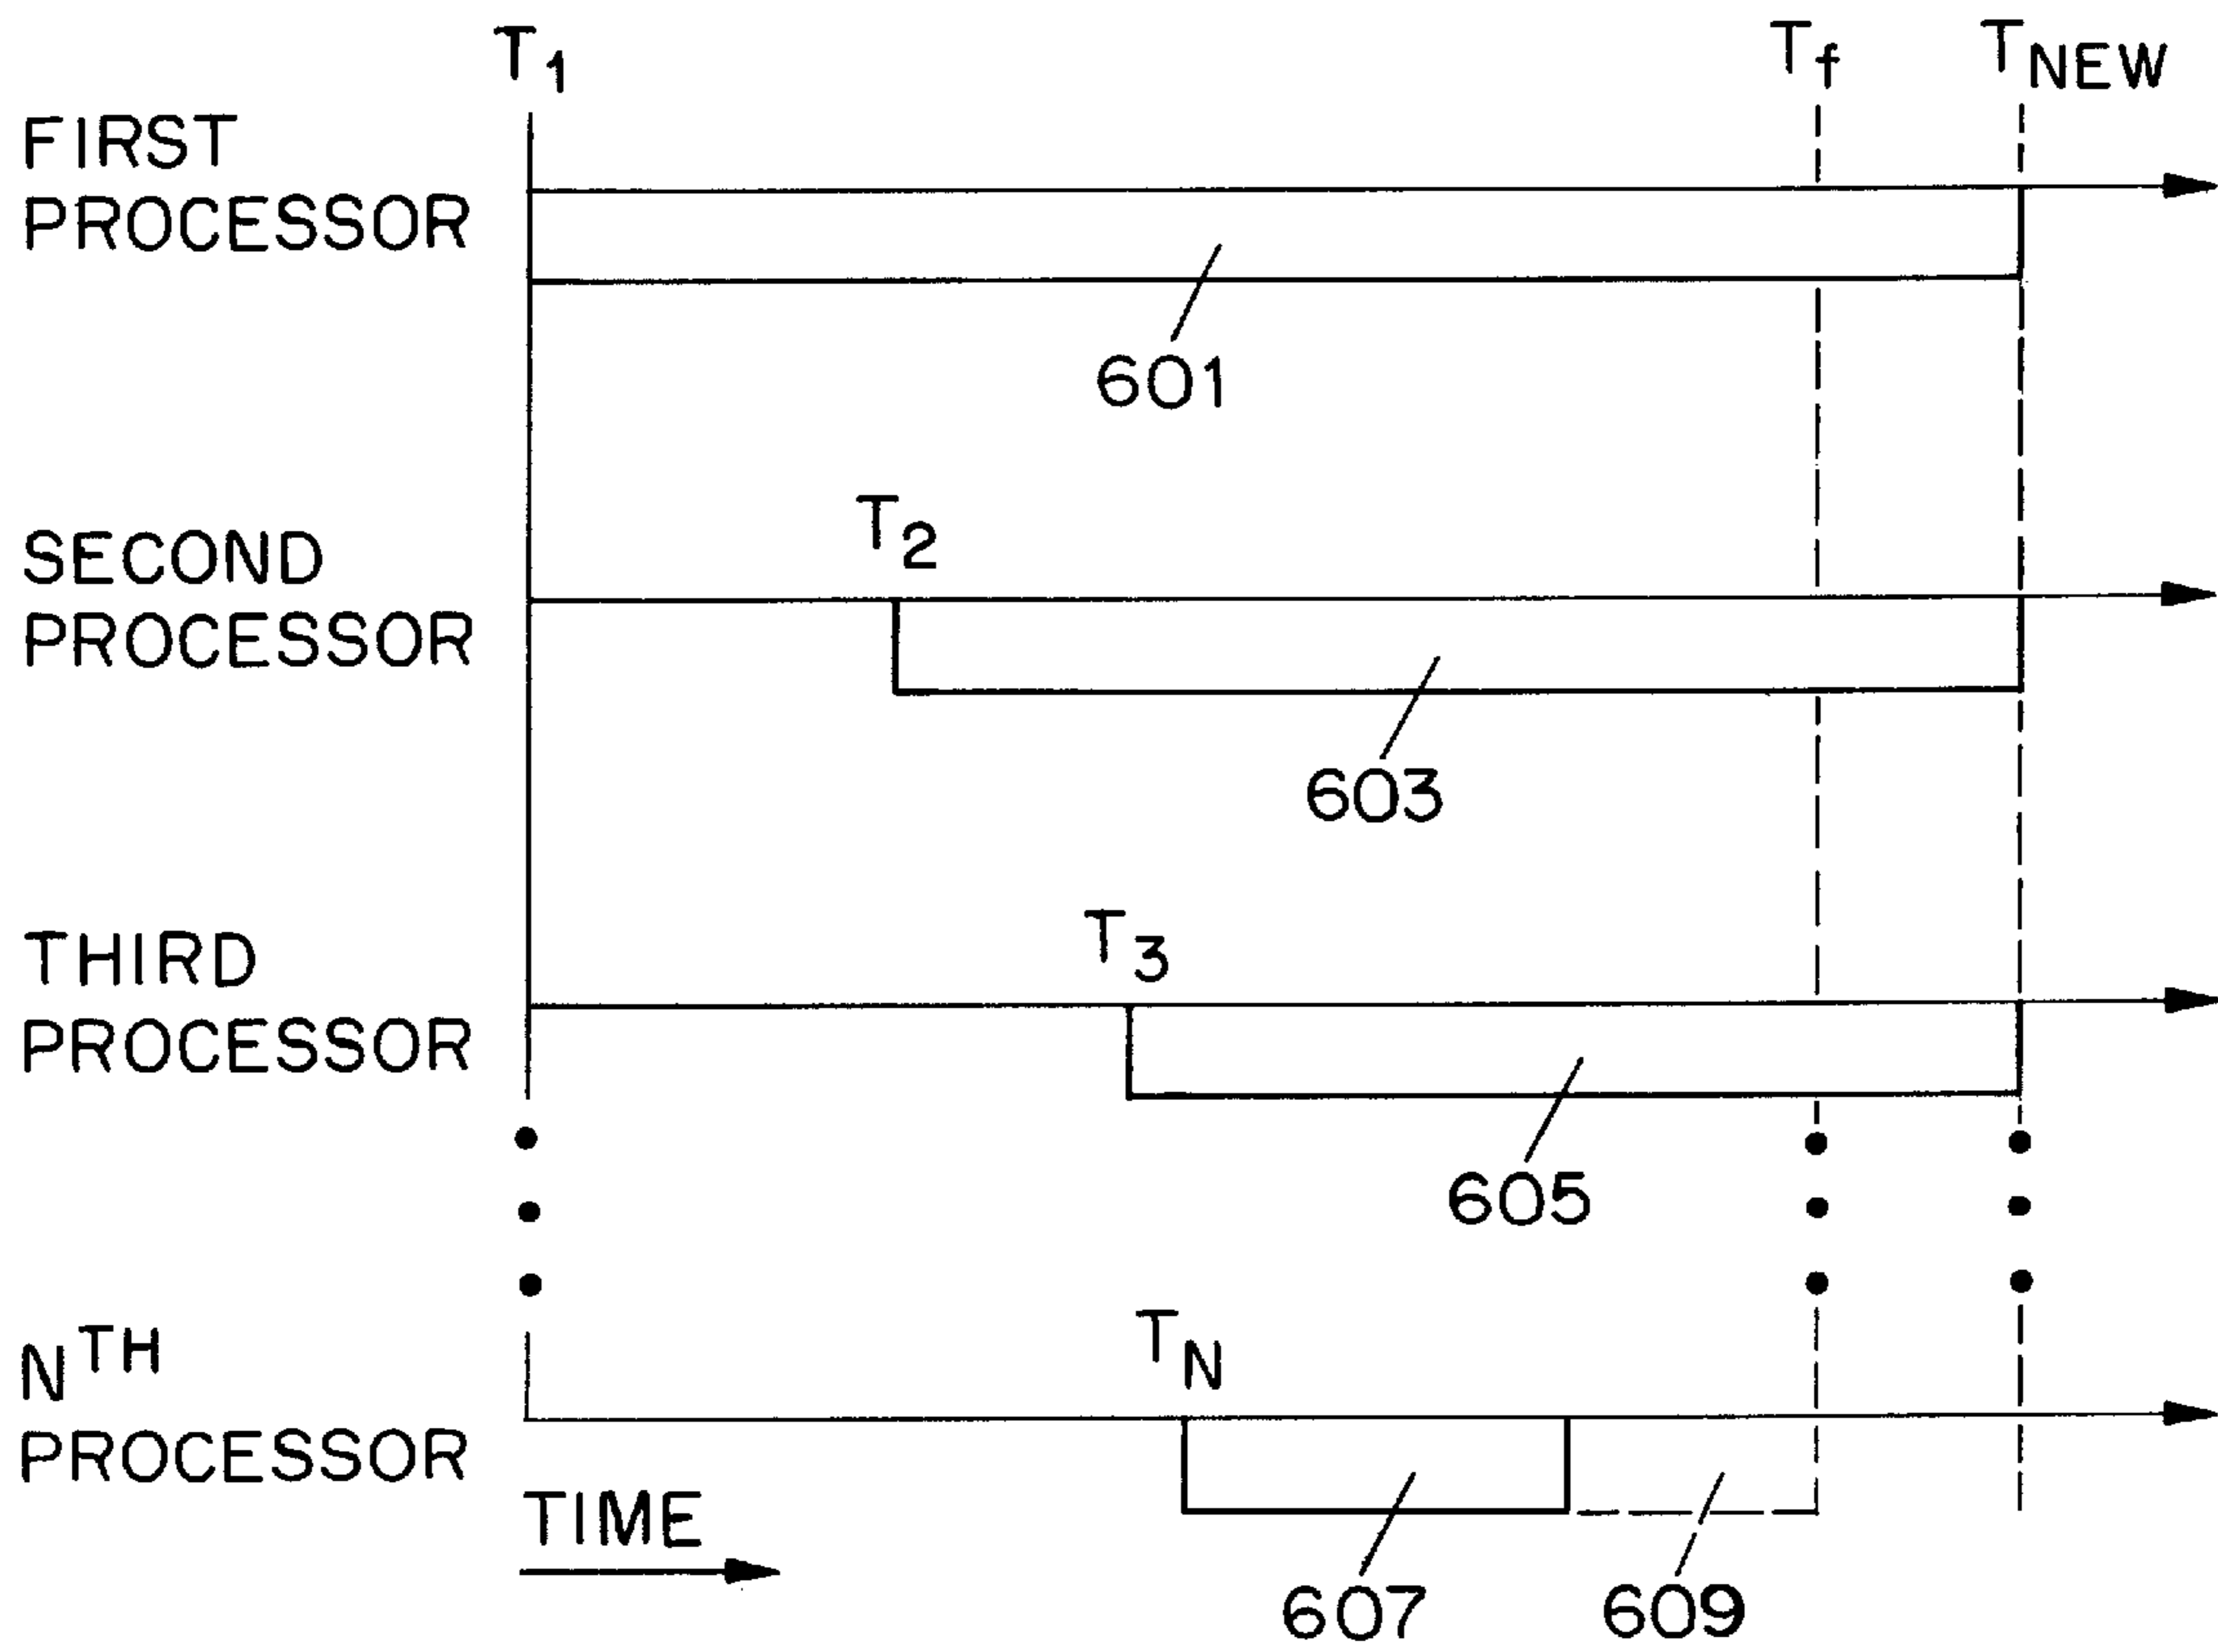 T1
Tf
TNEW
FIRST
PROCESSOR
601
T2
SECOND
PROCESSOR
603
T3
THIRD
PROCESSOR
605
TN
NTH
PROCESSOR
TIME
607
609